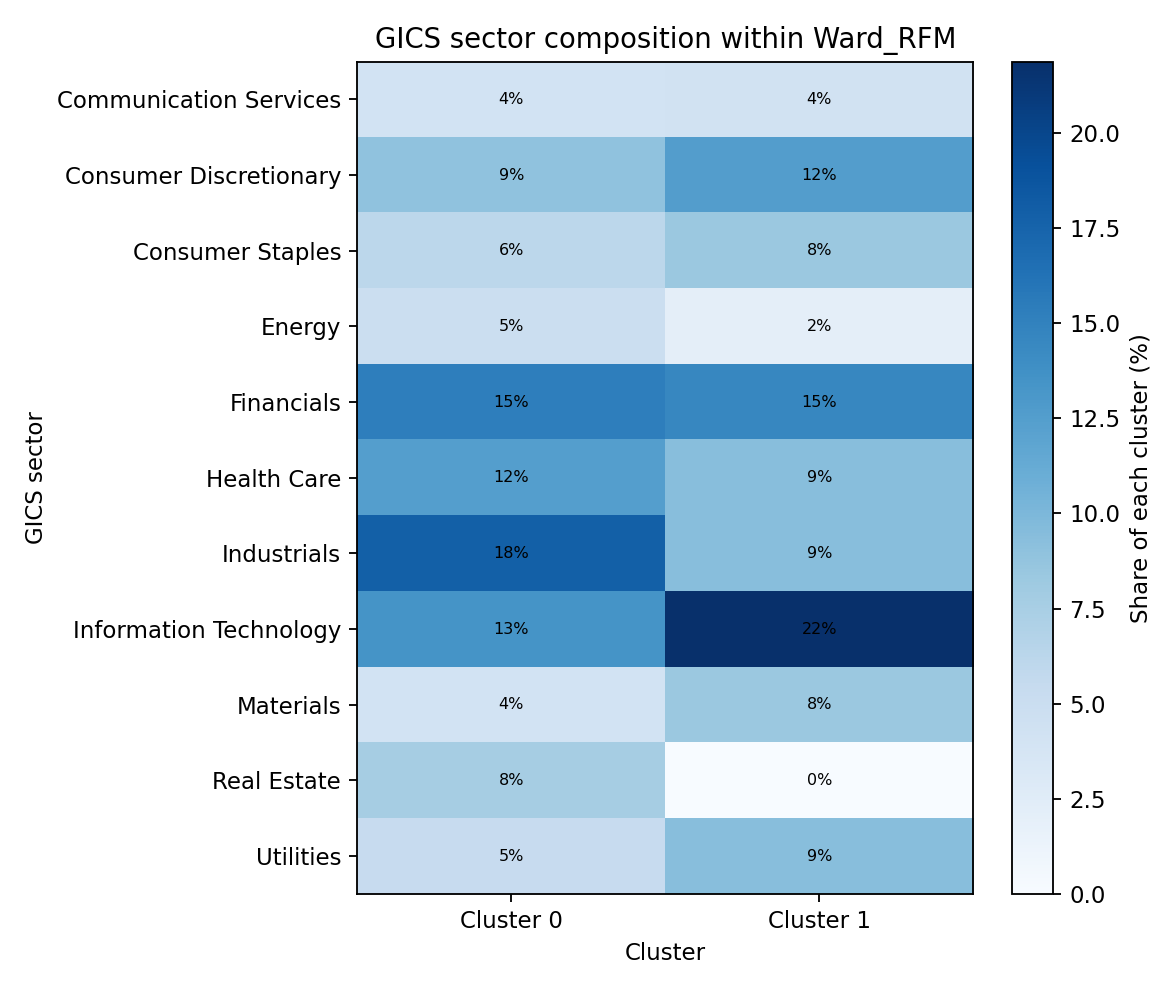 GICS sector composition within Ward_RFM
Communication Services 4% 4%
Consumer Discretionary 9% 12%
Consumer Staples 6% 8%
Energy 5% 2%
Financials 15% 15%
Health Care 12% 9%
Industrials 18% 9%
Information Technology 13% 22%
Materials 4% 8%
Real Estate 8% 0%
Utilities 5% 9%
Cluster 0 Cluster 1
Cluster
GICS sector
20.0
17.5
15.0
12.5
10.0
7.5
5.0
2.5
0.0
Share of each cluster (%)